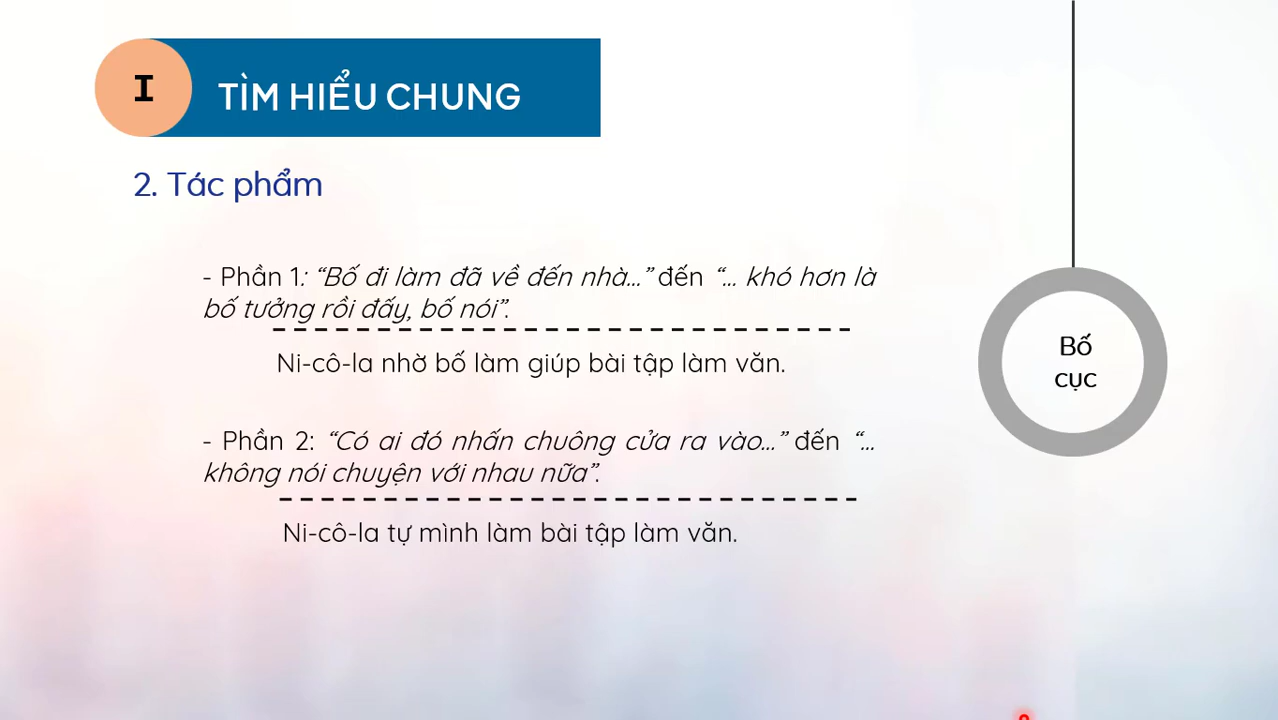 I
TÌM HIỂU CHUNG
2. Tác phẩm
- Phần 1: “Bố đi làm đã về đến nhà...” đến “... khó hơn là
bố tưởng rồi đấy, bố nói”.
Ni-cô-la nhờ bố làm giúp bài tập làm văn.
- Phần 2: “Có ai đó nhấn chuông cửa ra vào...” đến “...
không nói chuyện với nhau nữa”.
Ni-cô-la tự mình làm bài tập làm văn.
Bố
cục